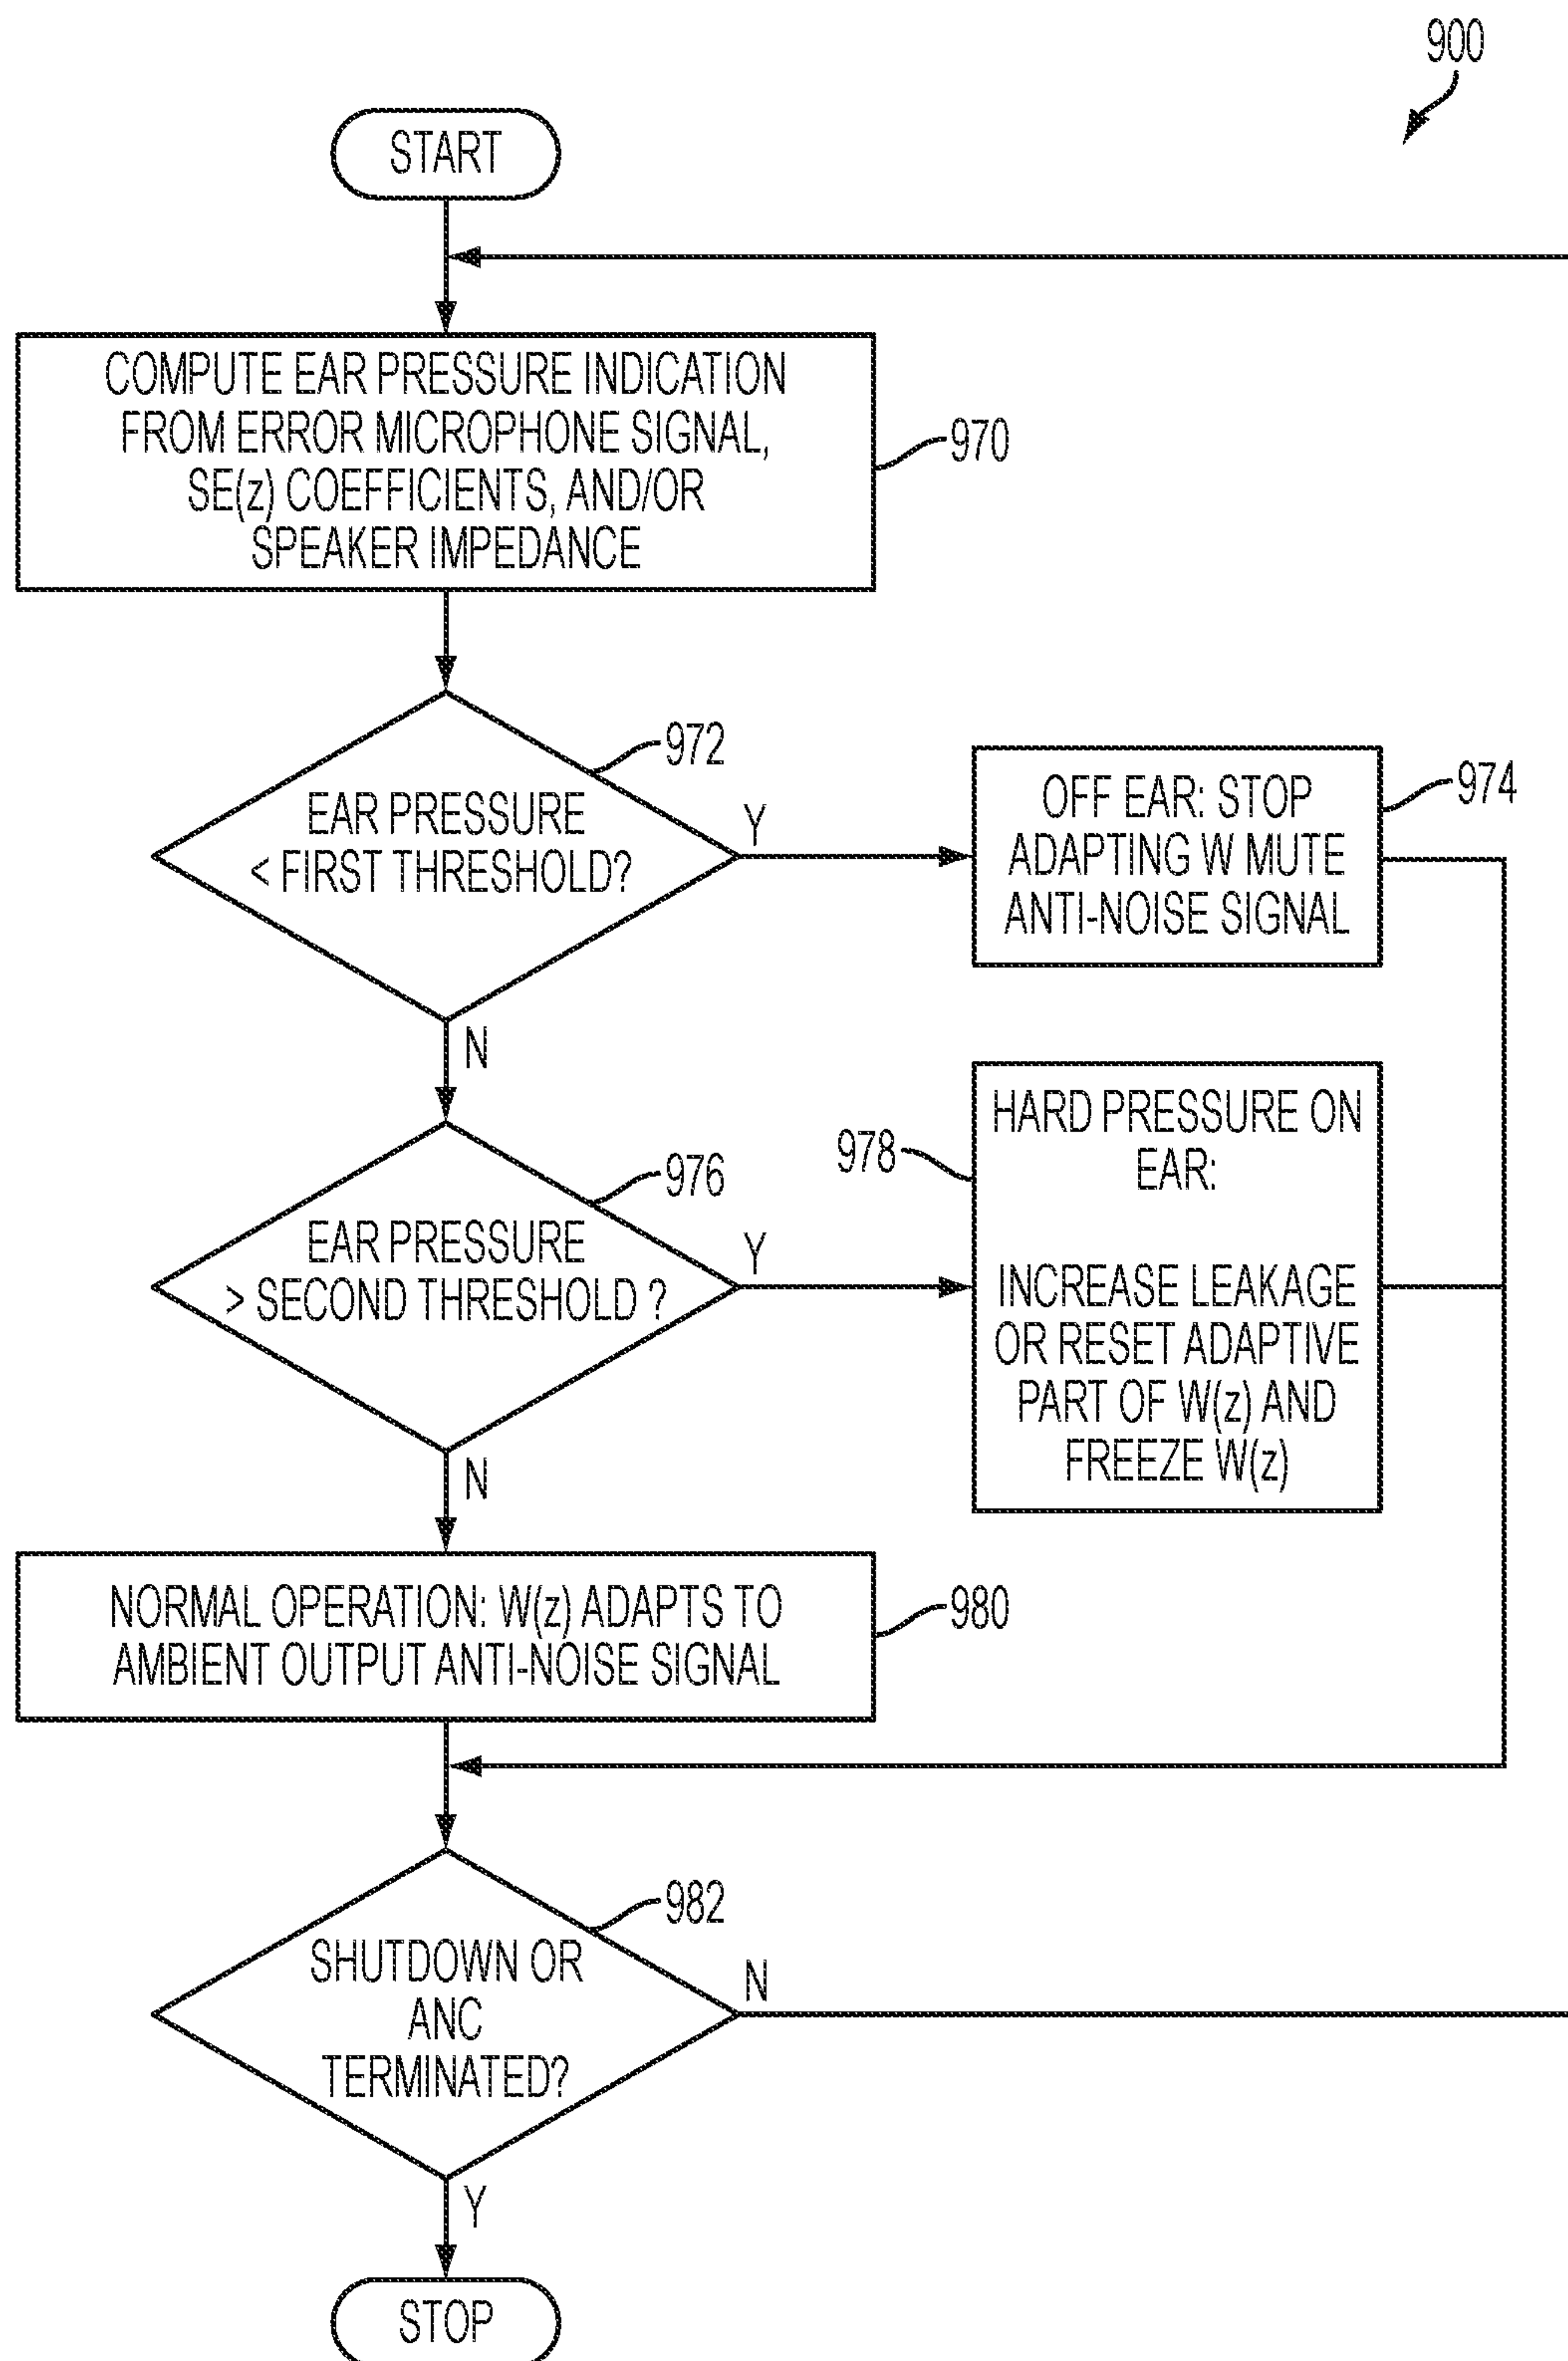 900
START
COMPUTE EAR PRESSURE INDICATION
FROM ERROR MICROPHONE SIGNAL,
SE(z) COEFFICIENTS, AND/OR
SPEAKER IMPEDANCE
970
972
EAR PRESSURE
< FIRST THRESHOLD?
Y
N
OFF EAR: STOP
ADAPTING W MUTE
ANTI-NOISE SIGNAL
974
976
EAR PRESSURE
> SECOND THRESHOLD ?
Y
N
978
HARD PRESSURE ON
EAR:
INCREASE LEAKAGE
OR RESET ADAPTIVE
PART OF W(z) AND
FREEZE W(z)
NORMAL OPERATION: W(z) ADAPTS TO
AMBIENT OUTPUT ANTI-NOISE SIGNAL
980
982
SHUTDOWN OR
ANC
TERMINATED?
N
Y
STOP